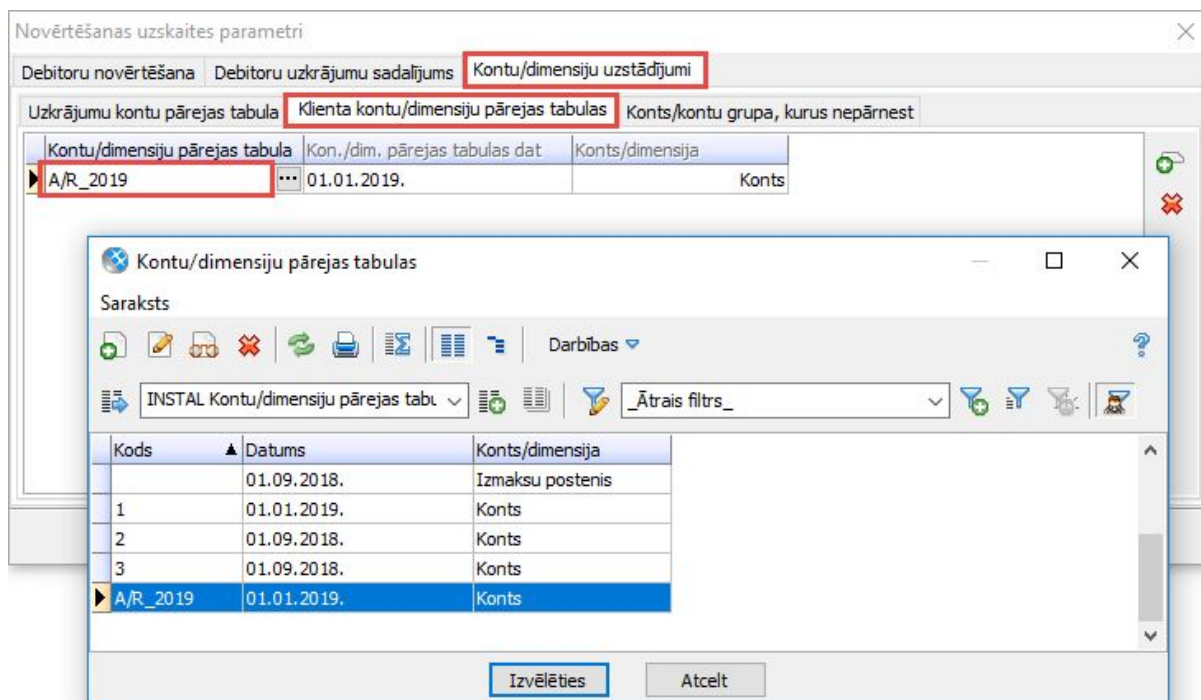 Novērtēšanas uzskaites parametri
Debitoru novērtēšana Debitoru uzkrājumu sadalījums Kontu/dimensiju uzstādījumi
Uzkrājumu kontu pārejas tabula Klienta kontu/dimensiju pārejas tabulas Konts/kontu grupa, kurus nepārnest
Kontu/dimensiju pārejas tabula Kon./dim. pārejas tabulas dat Konts/dimensija
A/R_2019 ... 01.01.2019. Konts
Kontu/dimensiju pārejas tabulas
Saraksts
Darbības
INSTAL Kontu/dimensiju pārejas tabu _Ātrais filtrs_
Kods Datums Konts/dimensija
01.09.2018. Izmaksu postenis
1 01.01.2019. Konts
2 01.09.2018. Konts
3 01.09.2018. Konts
A/R_2019 01.01.2019. Konts
Izvēlēties Atcelt